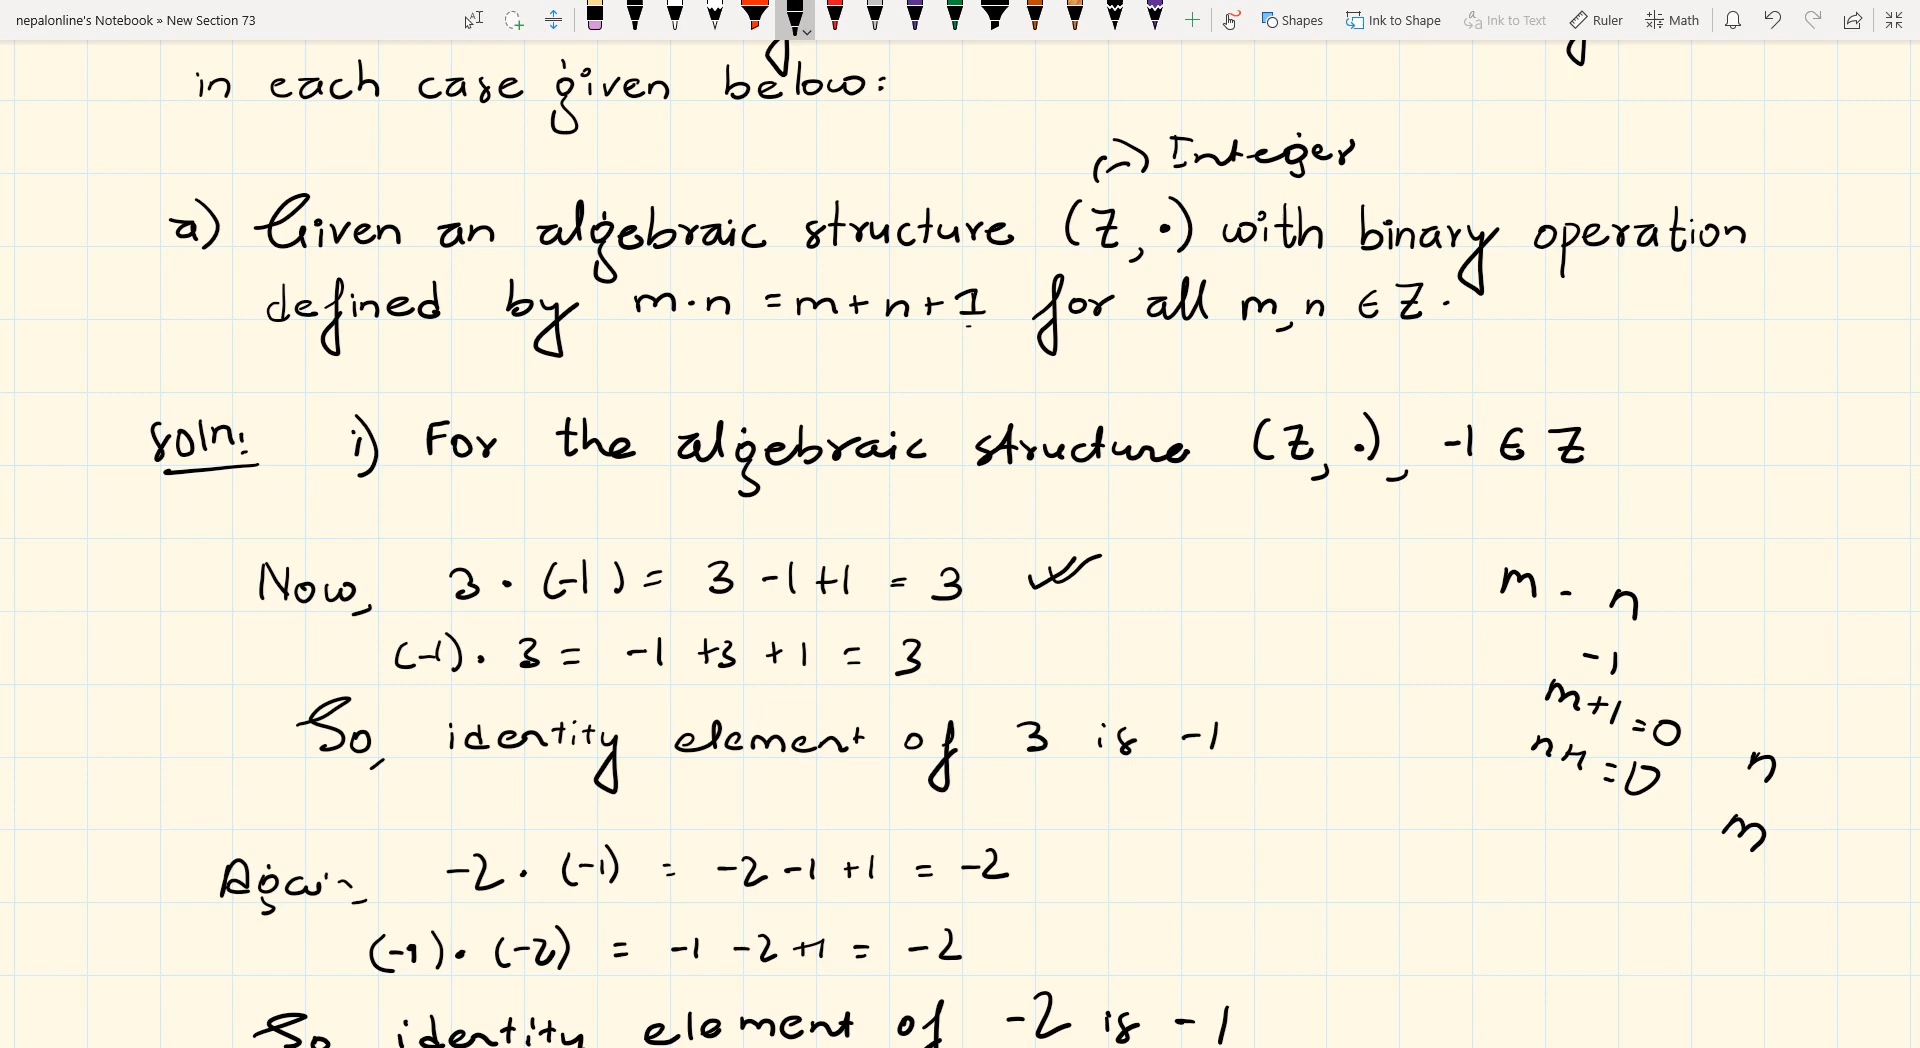 nepalonline's Notebook » New Section 73
Shapes Ink to Shape Ink to Text Ruler Math
in each case given below:
Integer
a) Given an algebraic structure (Z, •) with binary operation
defined by m·n = m+n+1 for all m, n ∈ Z.
soln: i) For the algebraic structure (Z, •), -1 ∈ Z
Now, 3 · (-1) = 3 -1 +1 = 3 ✓
(-1) · 3 = -1 +3 +1 = 3
So, identity element of 3 is -1
m · n
-1
m+1 = 0
n+1 = 0
n
m
Again, -2 · (-1) = -2 -1 +1 = -2
(-1) · (-2) = -1 -2 +1 = -2
So identity element of -2 is -1